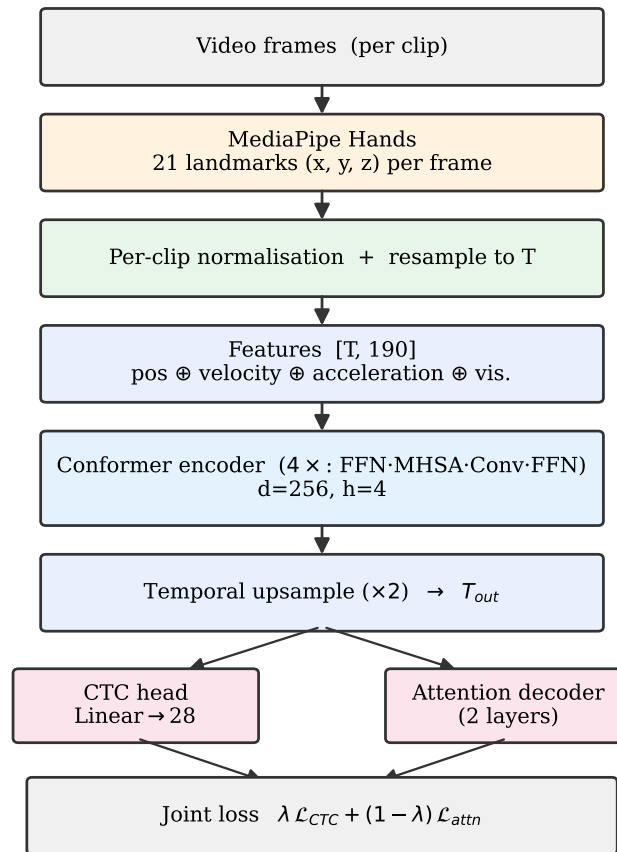 Video frames  (per clip)
MediaPipe Hands
21 landmarks (x, y, z) per frame
Per-clip normalisation  +  resample to T
Features  [T, 190]
pos ⊕ velocity ⊕ acceleration ⊕ vis.
Conformer encoder  (4 × : FFN·MHSA·Conv·FFN)
d=256, h=4
Temporal upsample (×2)  →  T_out
CTC head
Linear → 28
Attention decoder
(2 layers)
Joint loss   λ ℒ_CTC + (1 − λ) ℒ_attn